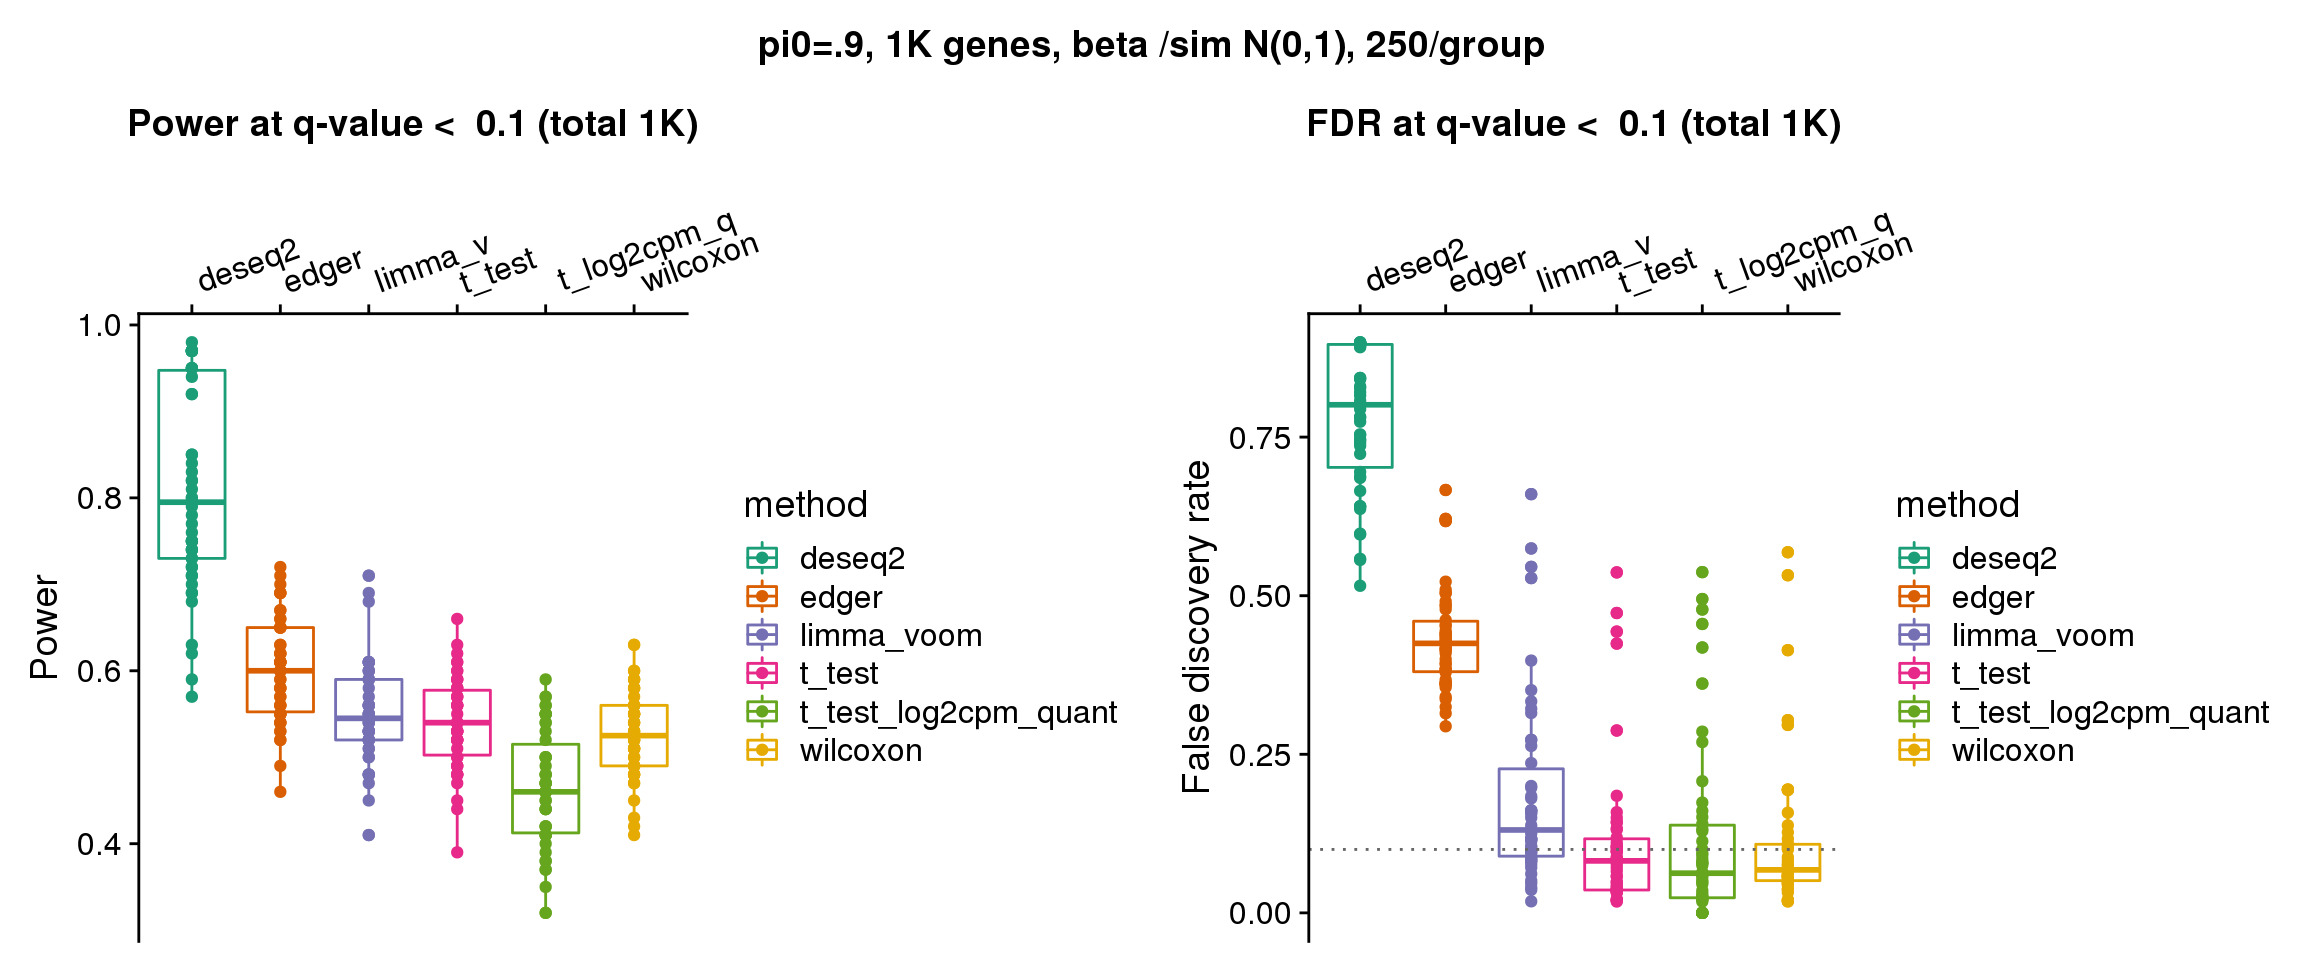 pi0=.9, 1K genes, beta /sim N(0,1), 250/group
Power at q-value <  0.1 (total 1K)
deseq2
edger
limma_v
t_test
t_log2cpm_q
wilcoxon
1.0
0.8
0.6
0.4
Power
method
deseq2
edger
limma_voom
t_test
t_test_log2cpm_quant
wilcoxon
FDR at q-value <  0.1 (total 1K)
deseq2
edger
limma_v
t_test
t_log2cpm_q
wilcoxon
0.75
0.50
0.25
0.00
False discovery rate
method
deseq2
edger
limma_voom
t_test
t_test_log2cpm_quant
wilcoxon